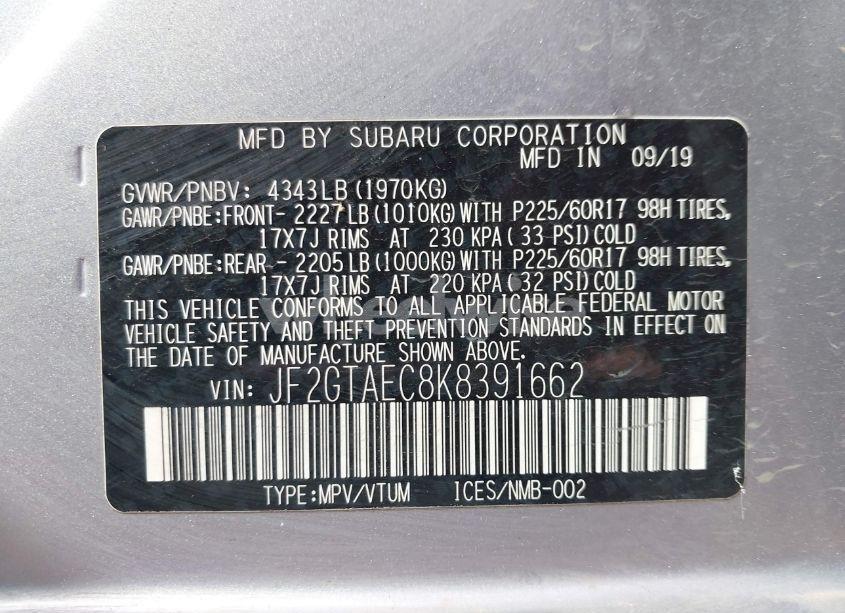 MFD BY SUBARU CORPORATION
MFD IN 09/19
GVWR/PNBV: 4343LB (1970KG)
GAWR/PNBE:FRONT- 2227LB (1010KG) WITH P225/60R17 98H TIRES,
17X7J RIMS AT 230 KPA ( 33 PSI) COLD
GAWR/PNBE:REAR - 2205LB (1000KG) WITH P225/60R17 98H TIRES,
17X7J RIMS AT 220 KPA ( 32 PSI) COLD
THIS VEHICLE CONFORMS TO ALL APPLICABLE FEDERAL MOTOR
VEHICLE SAFETY AND THEFT PREVENTION STANDARDS IN EFFECT ON
THE DATE OF MANUFACTURE SHOWN ABOVE.
VIN: JF2GTAEC8K8391662
TYPE:MPV/VTUM ICES/NMB-002